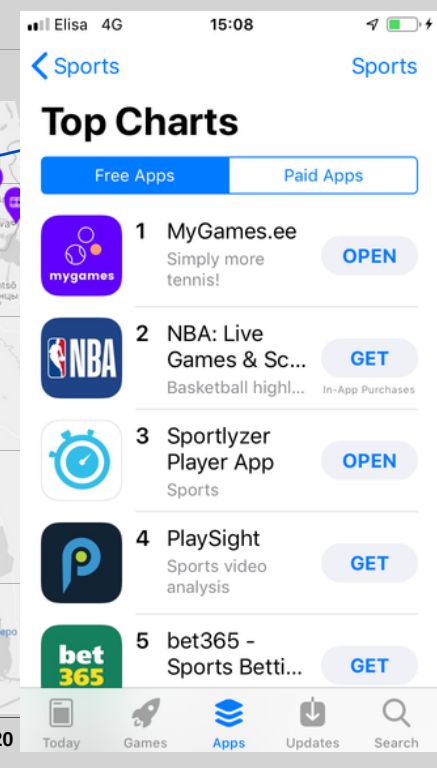 Elisa 4G 15:08
Sports Sports
Top Charts
Free Apps Paid Apps
mygames
1 MyGames.ee
Simply more
tennis!
OPEN
NBA
2 NBA: Live
Games & Sc...
Basketball highl...
GET
In-App Purchases
3 Sportlyzer
Player App
Sports
OPEN
4 PlaySight
Sports video
analysis
GET
bet
365
5 bet365 -
Sports Betti...
GET
Today Games Apps Updates Search
20